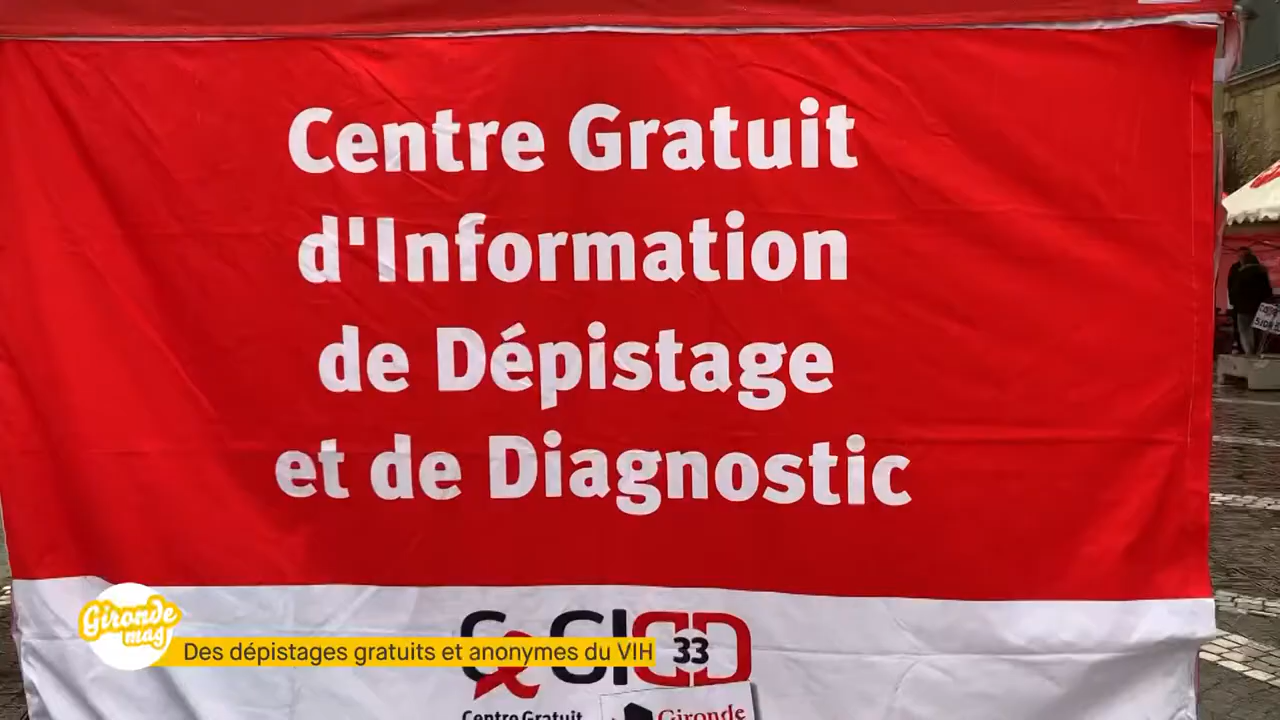 Centre Gratuit
d'Information
de Dépistage
et de Diagnostic
Gironde
mag
Des dépistages gratuits et anonymes du VIH
33
Centre Gratuit
Gironde